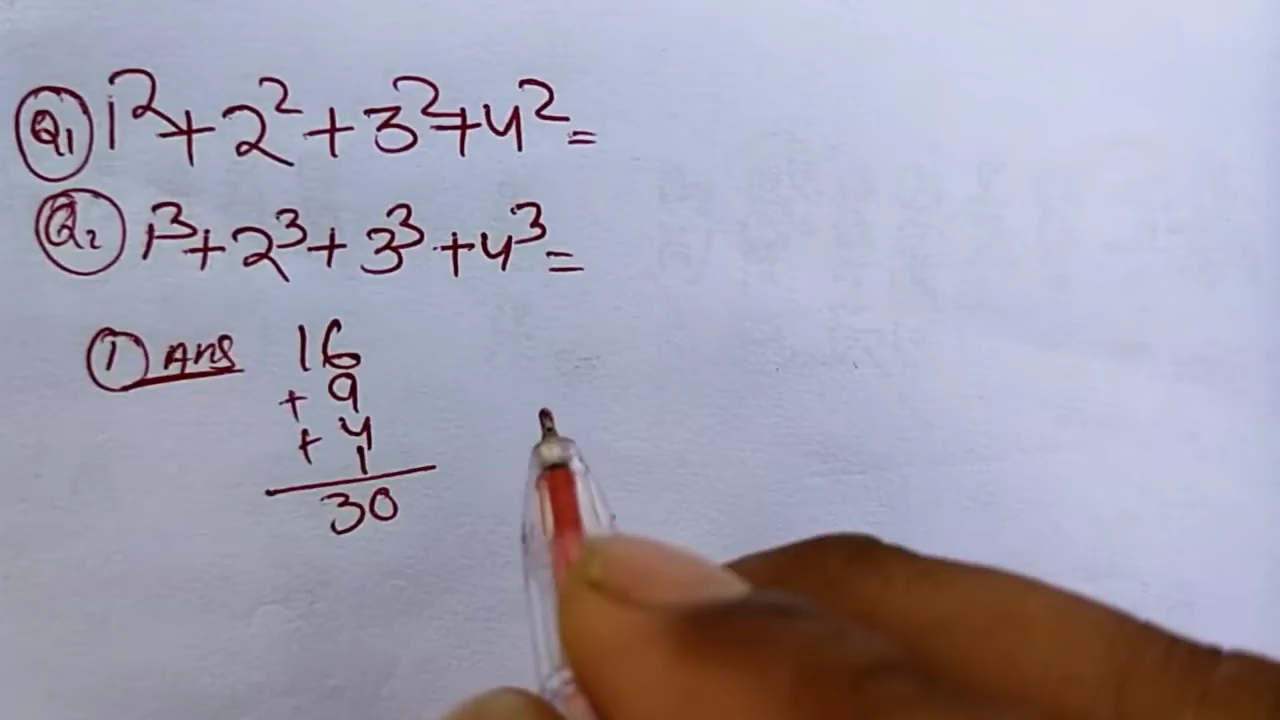 Q1 1² + 2² + 3² + 4² =
Q2 1³ + 2³ + 3³ + 4³ =
1) Ans 16
+ 9
+ 4
1
30